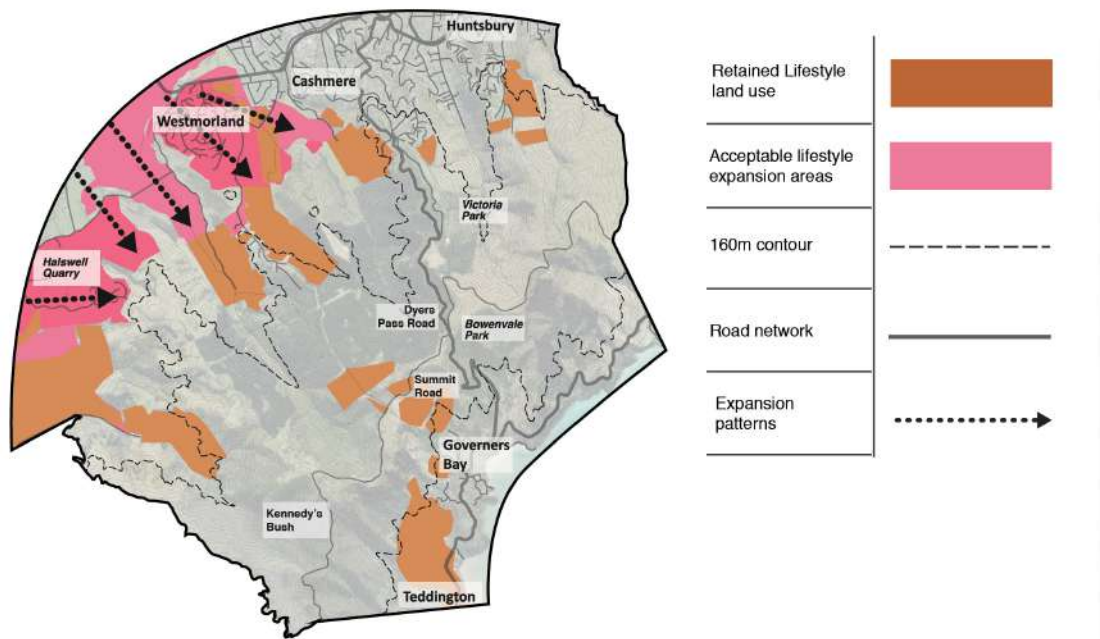 Huntsbury
Cashmere
Westmorland
Victoria
Park
Halswell
Quarry
Dyers
Pass Road
Bowenvale
Park
Summit
Road
Governers
Bay
Kennedy's
Bush
Teddington
Retained Lifestyle
land use
Acceptable lifestyle
expansion areas
160m contour
Road network
Expansion
patterns